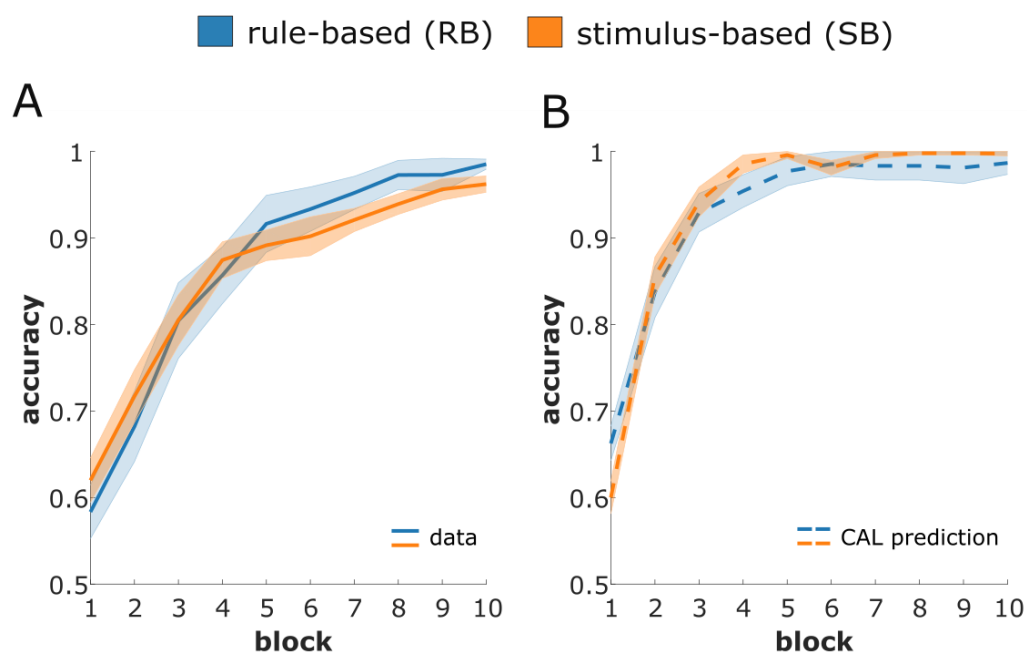 rule-based (RB) stimulus-based (SB)
A
1
0.9
0.8
0.7
0.6
0.5
accuracy
data
1 2 3 4 5 6 7 8 9 10
block
B
1
0.9
0.8
0.7
0.6
0.5
accuracy
CAL prediction
1 2 3 4 5 6 7 8 9 10
block